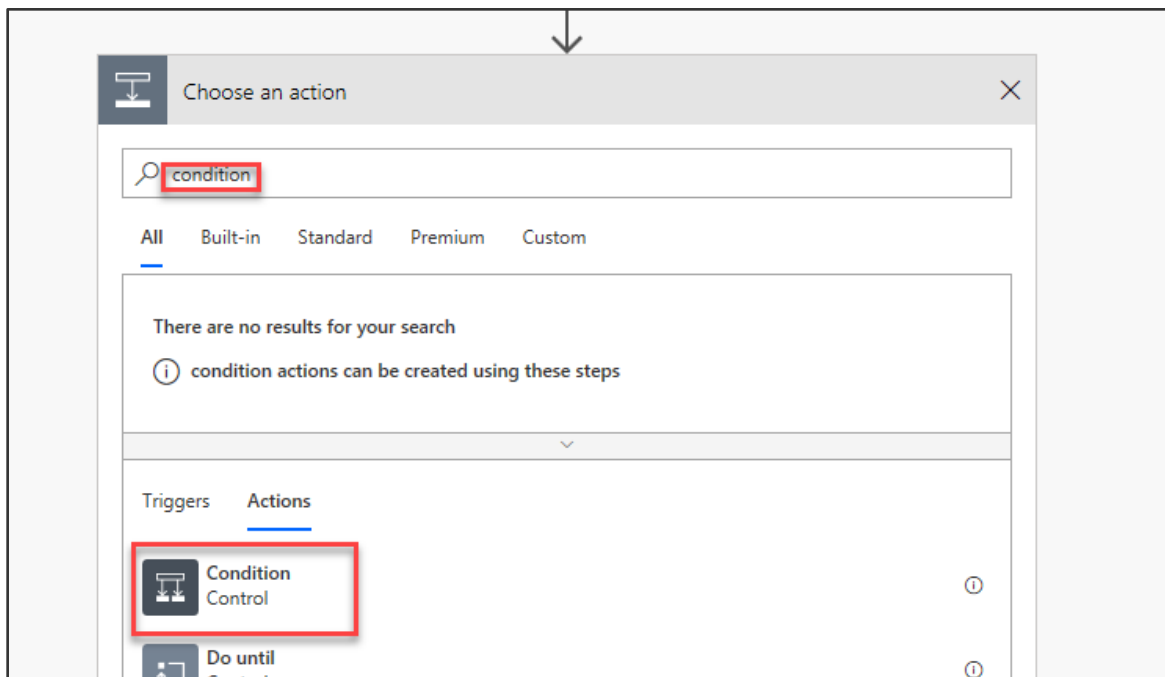 Choose an action
condition
All Built-in Standard Premium Custom
There are no results for your search
condition actions can be created using these steps
Triggers Actions
Condition
Control
Do until